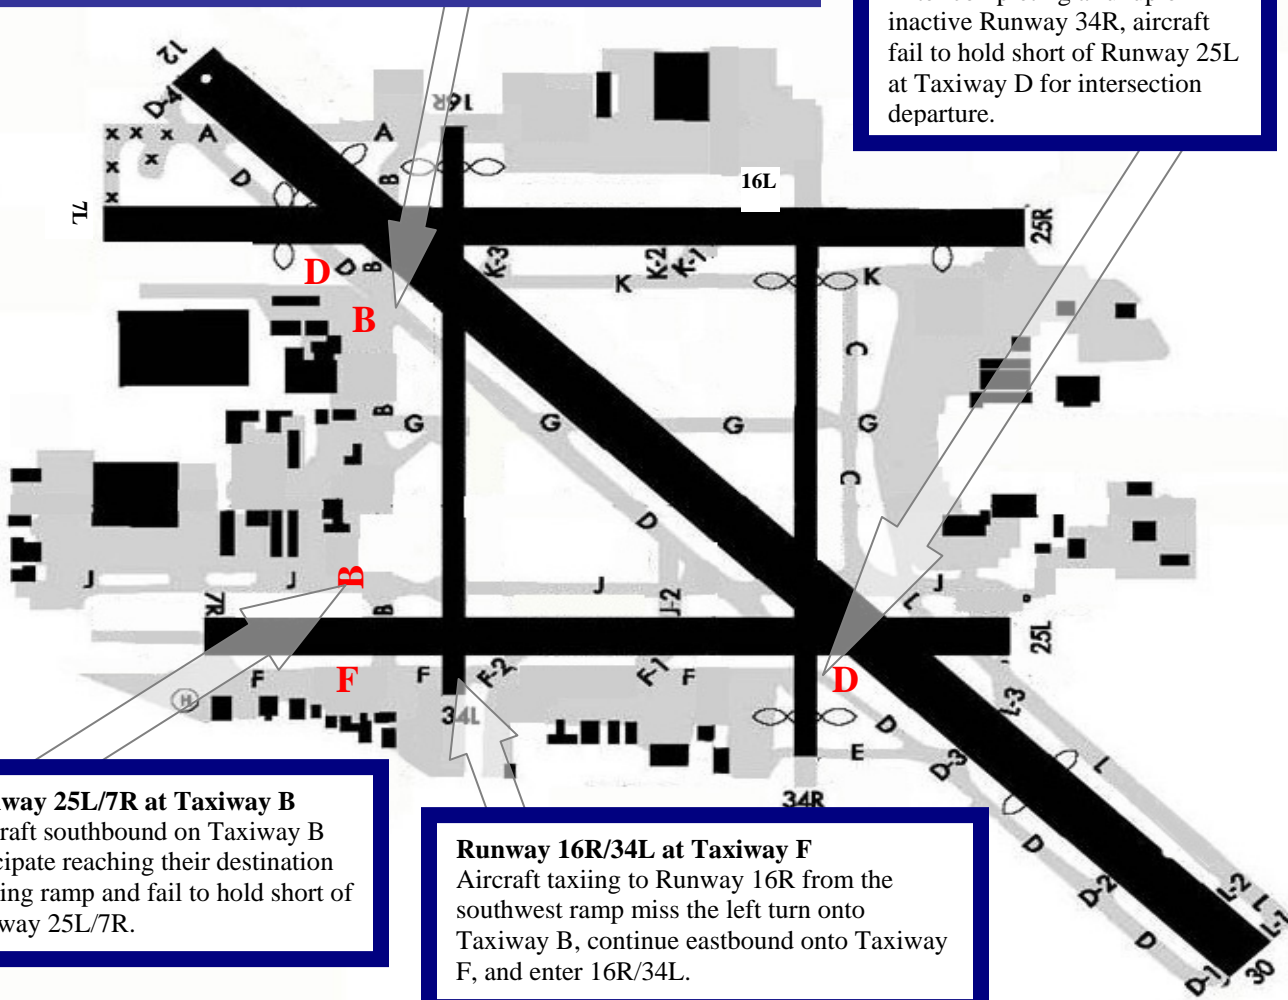 inactive Runway 34R, aircraft
fail to hold short of Runway 25L
at Taxiway D for intersection
departure.
12
D-4
16R
A
A
x x x
x x
x
D
B
16L
7L
25R
D
D
B
K-3
K-2
K-1
K
K
B
C
B
G
G
G
G
C
D
J
J
B
J
J
7R
B
J-2
L
25L
F
F
F
F-2
F-1
F
D
H
34L
D
L-3
E
D-3
L
34R
D
D-2
L-2
L
L-1
D
D-1
30
way 25L/7R at Taxiway B
raft southbound on Taxiway B
cipate reaching their destination
ing ramp and fail to hold short of
way 25L/7R.
Runway 16R/34L at Taxiway F
Aircraft taxiing to Runway 16R from the
southwest ramp miss the left turn onto
Taxiway B, continue eastbound onto Taxiway
F, and enter 16R/34L.